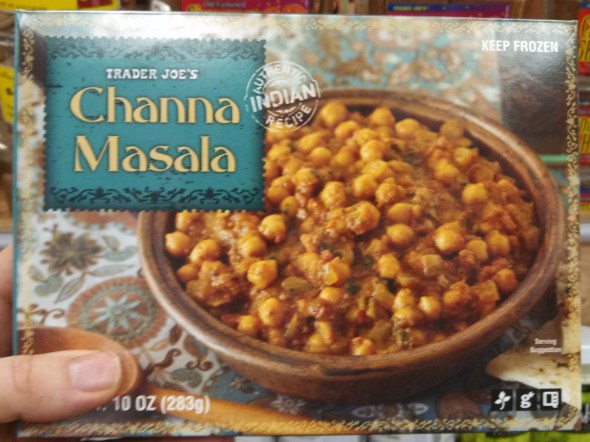 KEEP FROZEN
TRADER JOE'S
Channa
Masala
AUTHENTIC
INDIAN
RECIPE
Serving
Suggestion
10 OZ (283g)
g